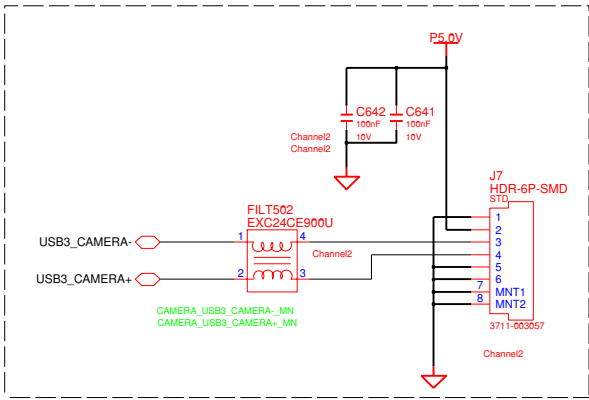 P5.0V
C642
C641
100nF
100nF
10V
10V
Channel2
Channel2
J7
HDR-6P-SMD
STD
1
2
3
4
5
6
7
MNT1
8
MNT2
3711-003057
Channel2
FILT502
EXC24CE900U
1
4
USB3_CAMERA-
Channel2
2
3
USB3_CAMERA+
CAMERA_USB3_CAMERA-_MN
CAMERA_USB3_CAMERA+_MN